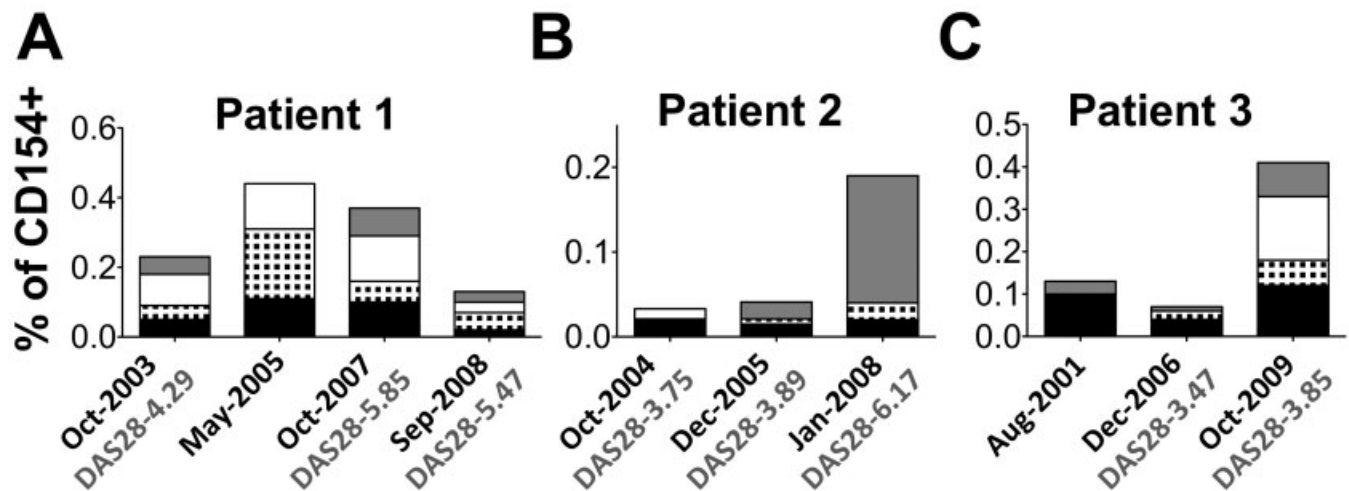 A
B
C
% of CD154+
Patient 1
0.6
0.4
0.2
0.0
Oct-2003
DAS28-4.29
May-2005
Oct-2007
DAS28-5.85
Sep-2008
DAS28-5.47
Patient 2
0.2
0.1
0.0
Oct-2004
DAS28-3.75
Dec-2005
DAS28-3.89
Jan-2008
DAS28-6.17
Patient 3
0.5
0.4
0.3
0.2
0.1
0.0
Aug-2001
Dec-2006
DAS28-3.47
Oct-2009
DAS28-3.85